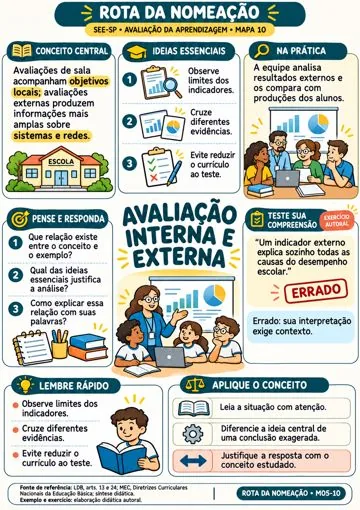 ROTA DA NOMEAÇÃO
SEE-SP • AVALIAÇÃO DA APRENDIZAGEM • MAPA 10
CONCEITO CENTRAL
Avaliações de sala
acompanham objetivos
locais; avaliações
externas produzem
informações mais
amplas sobre
sistemas e redes.
ESCOLA
IDEIAS ESSENCIAIS
1
Observe
limites dos
indicadores.
2
Cruze
diferentes
evidências.
3
Evite reduzir
o currículo
ao teste.
NA PRÁTICA
A equipe analisa
resultados externos e
os compara com
produções dos alunos.
PENSE E RESPONDA
1
Que relação existe
entre o conceito e
o exemplo?
2
Qual das ideias
essenciais justifica
a análise?
3
Como explicar essa
relação com suas
palavras?
AVALIAÇÃO
INTERNA E
EXTERNA
TESTE SUA
COMPREENSÃO
EXERCÍCIO
AUTORAL
“Um indicador externo
explica sozinho todas as
causas do desempenho
escolar.”
ERRADO
Errado: sua interpretação
exige contexto.
LEMBRE RÁPIDO
Observe limites dos
indicadores.
Cruze diferentes
evidências.
Evite reduzir o
currículo ao teste.
APLIQUE O CONCEITO
Leia a situação com atenção.
Diferencie a ideia central de
uma conclusão exagerada.
Justifique a resposta com o
conceito estudado.
Fonte de referência: LDB, arts. 13 e 24; MEC, Diretrizes Curriculares
Nacionais da Educação Básica; síntese didática.
Exemplo e exercício: elaboração didática autoral.
ROTA DA NOMEAÇÃO • M05-10